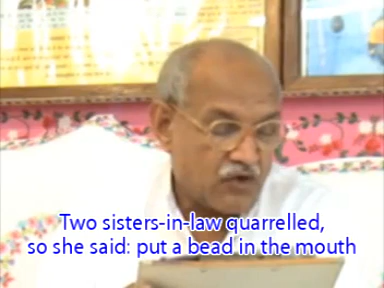 Two sisters-in-law quarrelled,
so she said: put a bead in the mouth